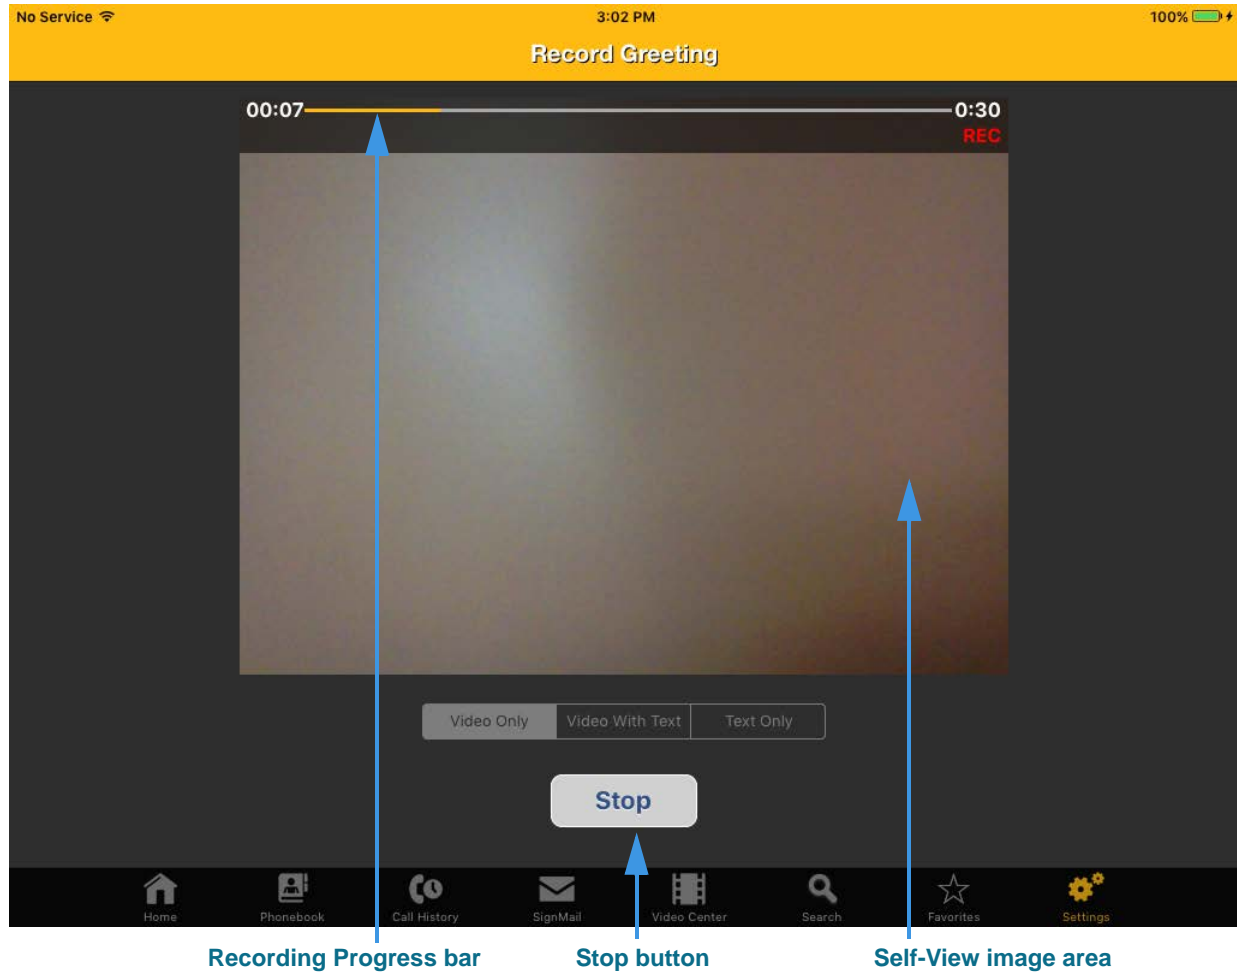 No Service 3:02 PM 100%
Record Greeting
00:07 0:30
REC
Video Only Video With Text Text Only
Stop
Home Phonebook Call History SignMail Video Center Search Favorites Settings
Recording Progress bar Stop button Self-View image area